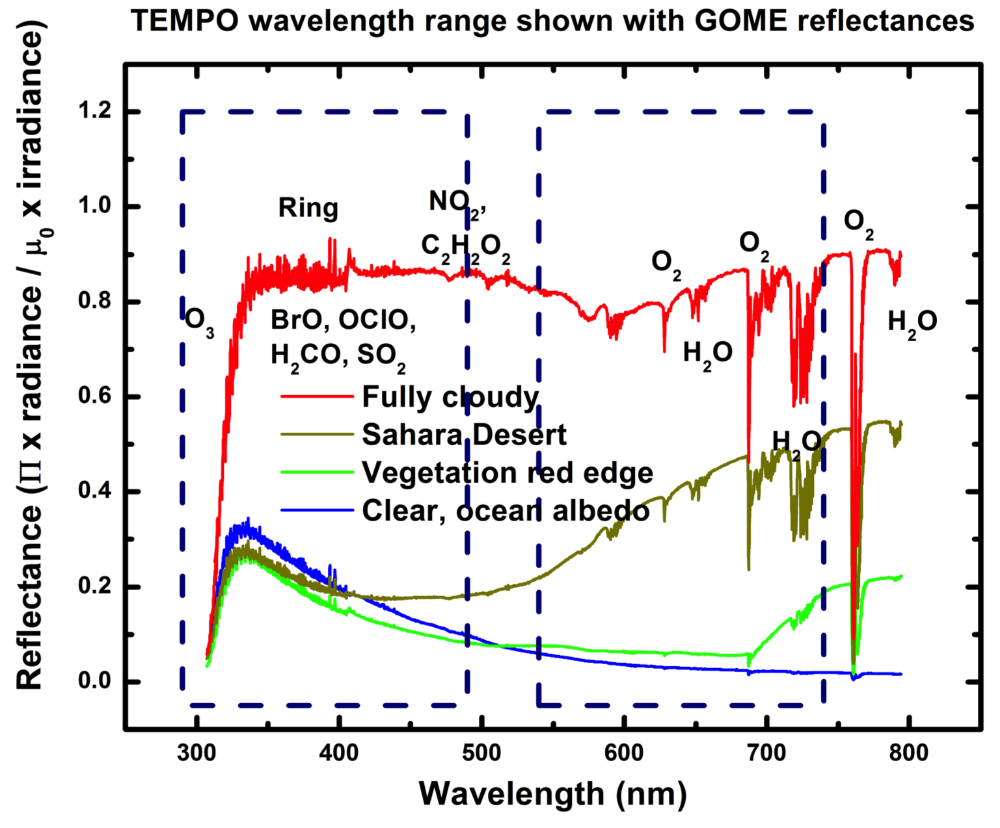 TEMPO wavelength range shown with GOME reflectances
Reflectance (Π x radiance / μ₀ x irradiance)
1.2
1.0
0.8
0.6
0.4
0.2
0.0
Ring
NO₂,
C₂H₂O₂
O₂
O₂
O₂
O₃
BrO, OClO,
H₂CO, SO₂
H₂O
H₂O
H₂O
Fully cloudy
Sahara Desert
Vegetation red edge
Clear, ocean albedo
300
400
500
600
700
800
Wavelength (nm)